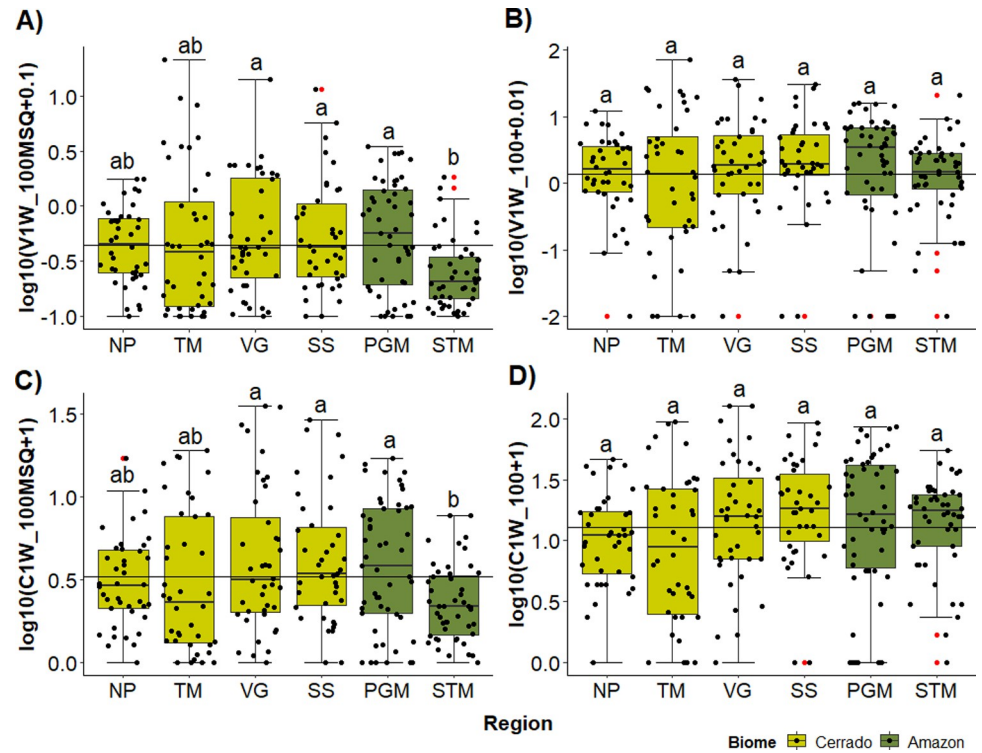 A)
log10(V1W_100MSQ+0.1)
1.0
0.5
0.0
-0.5
-1.0
ab
ab
a
a
a
b
NP TM VG SS PGM STM
B)
log10(V1W_100+0.01)
2
1
0
-1
-2
a
a
a
a
a
a
NP TM VG SS PGM STM
C)
log10(C1W_100MSQ+1)
1.5
1.0
0.5
0.0
ab
ab
a
a
a
b
NP TM VG SS PGM STM
D)
log10(C1W_100+1)
2.0
1.5
1.0
0.5
0.0
a
a
a
a
a
a
NP TM VG SS PGM STM
Region
Biome Cerrado Amazon